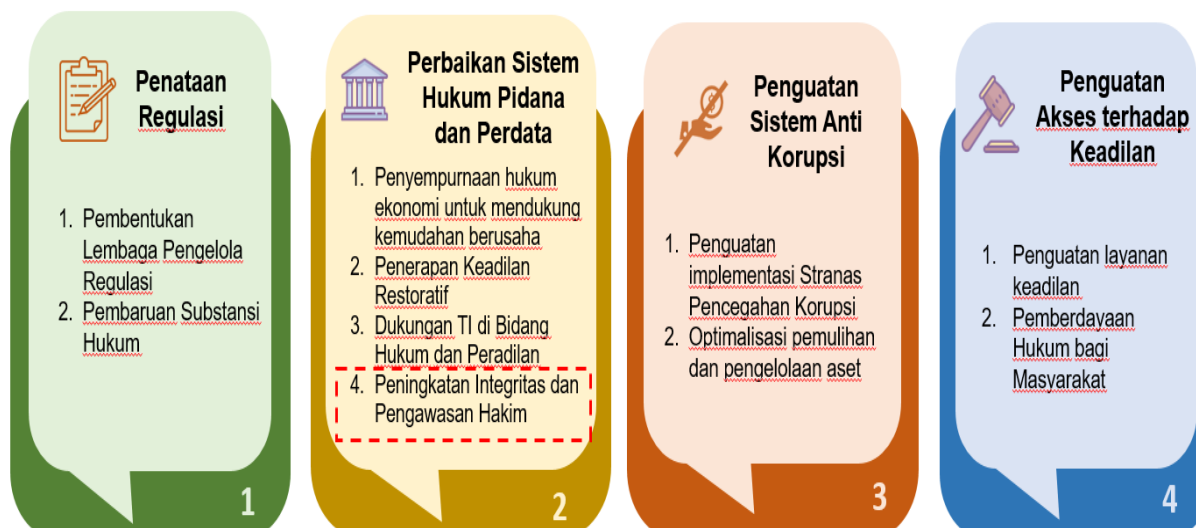 Penataan
Regulasi
1. Pembentukan
Lembaga Pengelola
Regulasi
2. Pembaruan Substansi
Hukum
1
Perbaikan Sistem
Hukum Pidana
dan Perdata
1. Penyempurnaan hukum
ekonomi untuk mendukung
kemudahan berusaha
2. Penerapan Keadilan
Restoratif
3. Dukungan TI di Bidang
Hukum dan Peradilan
4. Peningkatan Integritas dan
Pengawasan Hakim
2
Penguatan
Sistem Anti
Korupsi
1. Penguatan
implementasi Stranas
Pencegahan Korupsi
2. Optimalisasi pemulihan
dan pengelolaan aset
3
Penguatan
Akses terhadap
Keadilan
1. Penguatan layanan
keadilan
2. Pemberdayaan
Hukum bagi
Masyarakat
4